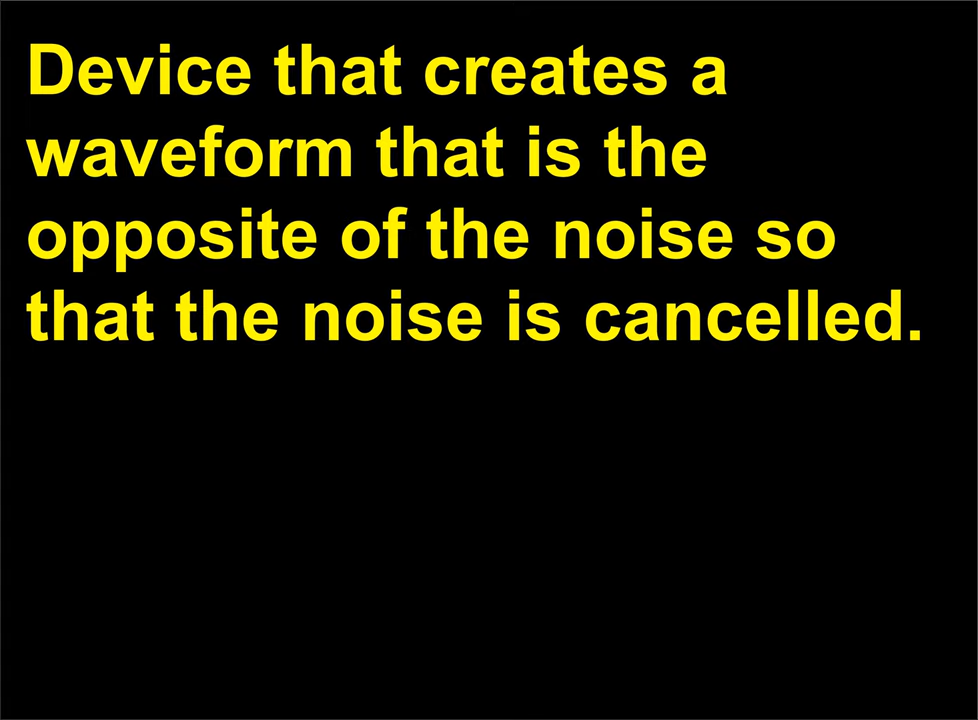 Device that creates a
waveform that is the
opposite of the noise so
that the noise is cancelled.